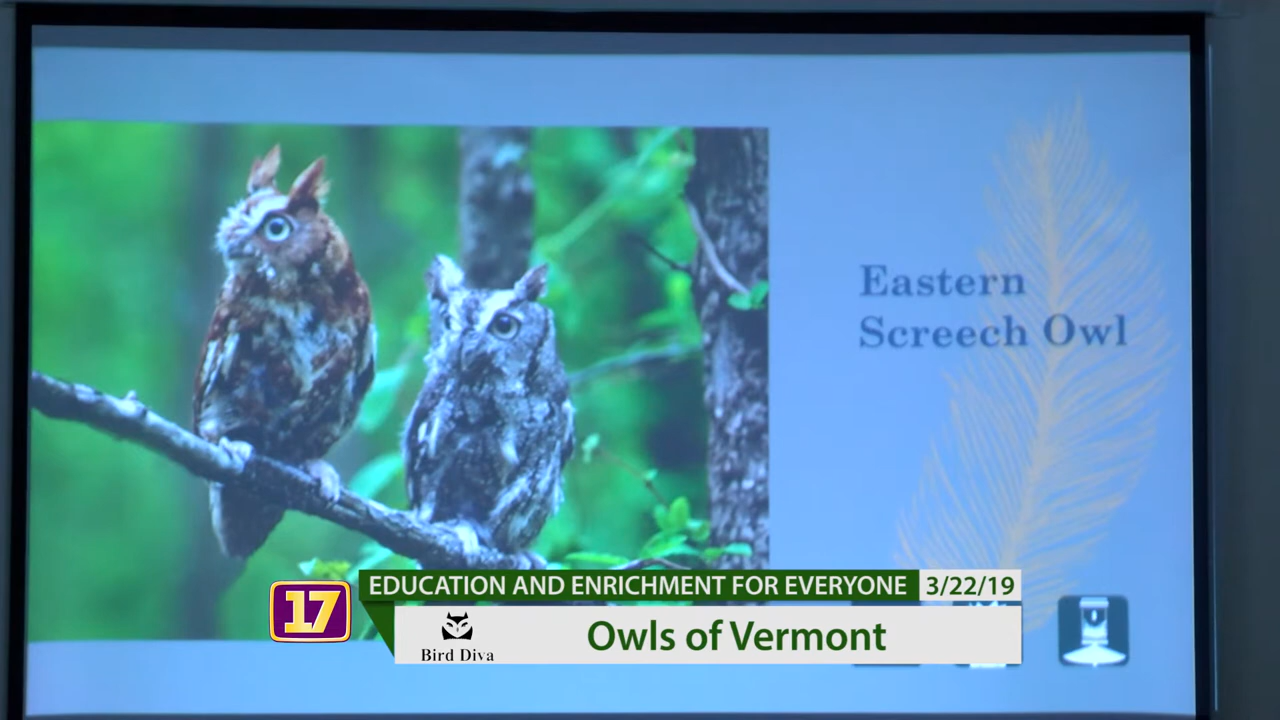 Eastern
Screech Owl
EDUCATION AND ENRICHMENT FOR EVERYONE 3/22/19
17
Owls of Vermont
Bird Diva